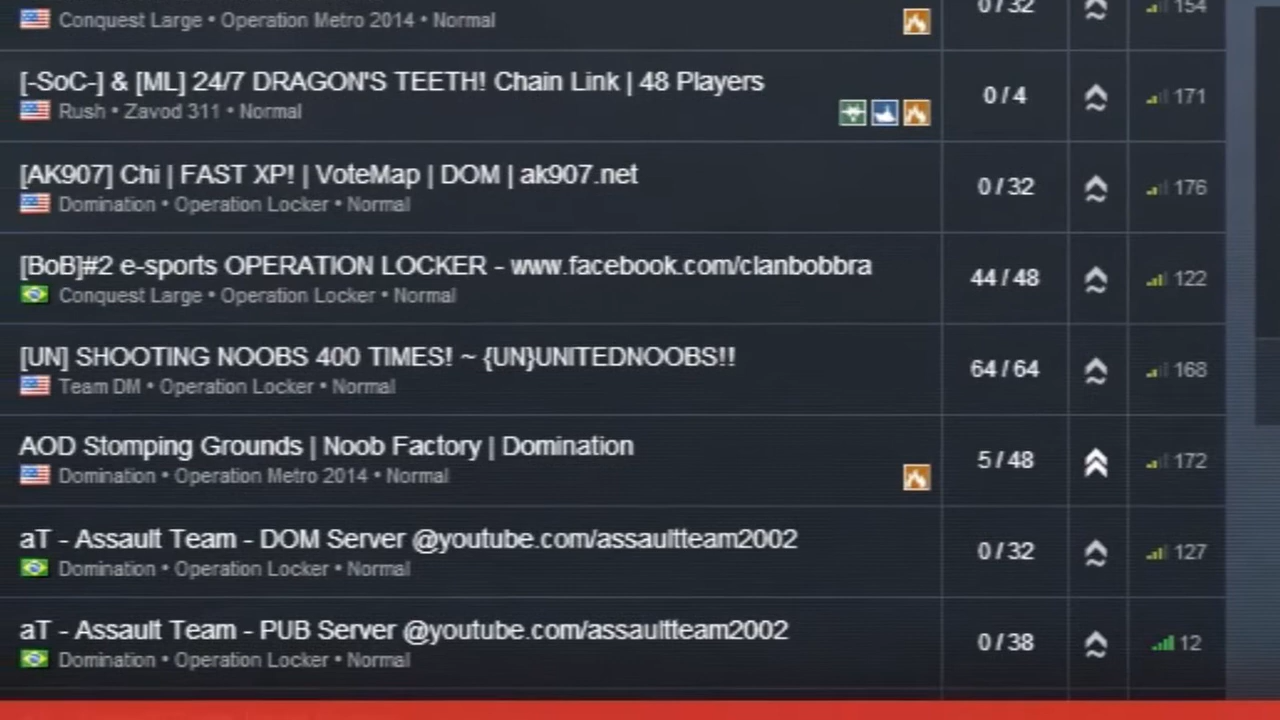 Conquest Large • Operation Metro 2014 • Normal
0/32
154
[-SoC-] & [ML] 24/7 DRAGON'S TEETH! Chain Link | 48 Players
Rush • Zavod 311 • Normal
0/4
171
[AK907] Chi | FAST XP! | VoteMap | DOM | ak907.net
Domination • Operation Locker • Normal
0/32
176
[BoB]#2 e-sports OPERATION LOCKER - www.facebook.com/clanbobbra
Conquest Large • Operation Locker • Normal
44/48
122
[UN] SHOOTING NOOBS 400 TIMES! ~ {UN}UNITEDNOOBS!!
Team DM • Operation Locker • Normal
64/64
168
AOD Stomping Grounds | Noob Factory | Domination
Domination • Operation Metro 2014 • Normal
5/48
172
aT - Assault Team - DOM Server @youtube.com/assaultteam2002
Domination • Operation Locker • Normal
0/32
127
aT - Assault Team - PUB Server @youtube.com/assaultteam2002
Domination • Operation Locker • Normal
0/38
12